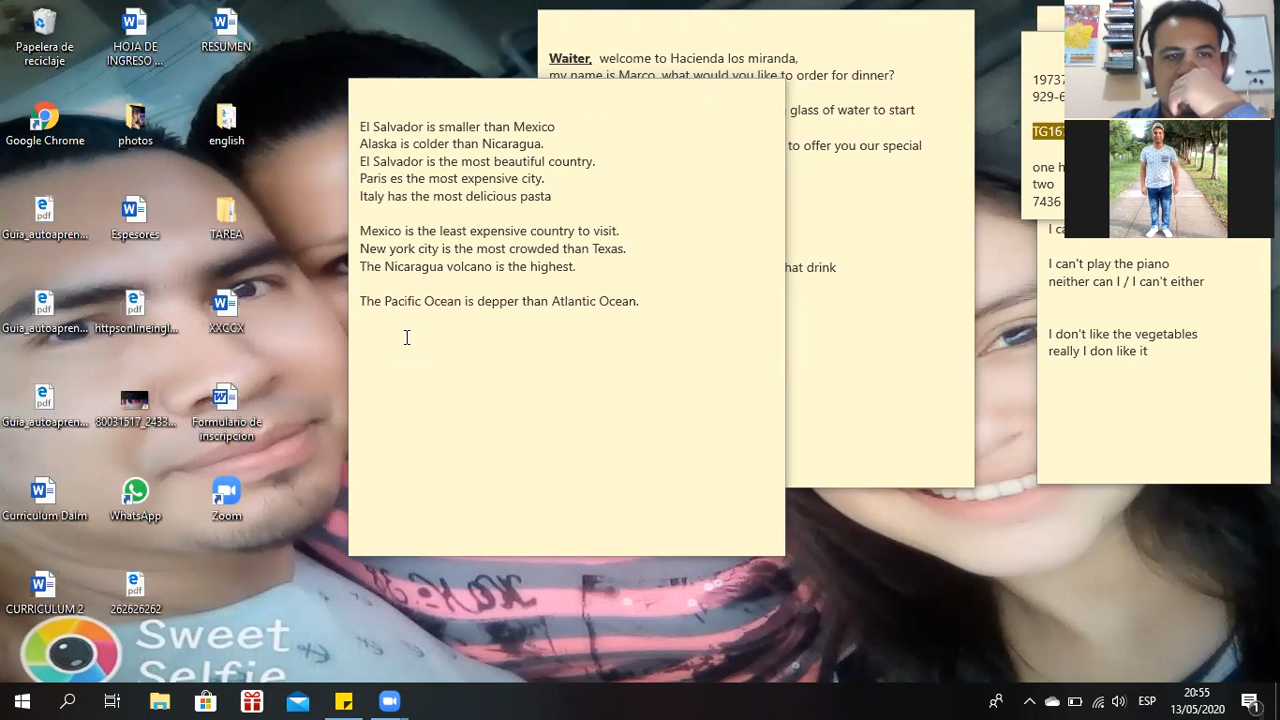 Papelera de
reciclaje
HOJA DE
INGRESO ...
RESUMEN
Google Chrome
photos
english
Guia_autoapren...
Espesores
TAREA
Guia_autoapren...
httpsonlineingl...
XXCCX
Guia_autoapren...
80031517_2433...
Formulario de
inscripcion
Curriculum Dalm
WhatsApp
Zoom
CURRICULUM 2
262626262
Sweet
Selfie
Waiter, welcome to Hacienda los miranda,
my name is Marco, what would you like to order for dinner?
glass of water to start
to offer you our special
hat drink
El Salvador is smaller than Mexico
Alaska is colder than Nicaragua.
El Salvador is the most beautiful country.
Paris es the most expensive city.
Italy has the most delicious pasta
Mexico is the least expensive country to visit.
New york city is the most crowded than Texas.
The Nicaragua volcano is the highest.
The Pacific Ocean is depper than Atlantic Ocean.
19737
929-6
TG167
one h
two
7436
I ca
I can't play the piano
neither can I / I can't either
I don't like the vegetables
really I don like it
ESP
20:55
13/05/2020
1